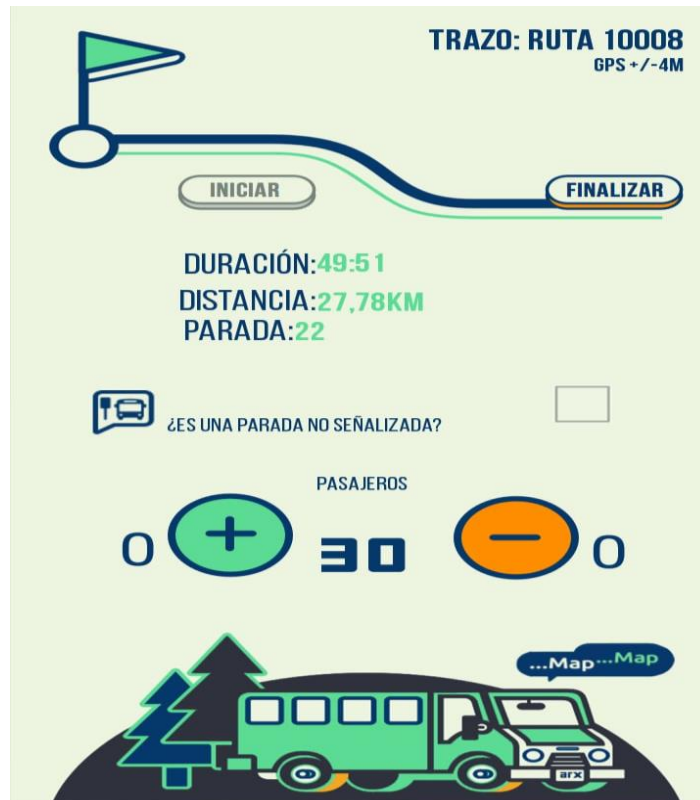 TRAZO: RUTA 10008
GPS +/-4M
INICIAR
FINALIZAR
DURACIÓN:49:51
DISTANCIA:27,78KM
PARADA:22
¿ES UNA PARADA NO SEÑALIZADA?
PASAJEROS
0 + 30 − 0
...Map...Map
arx